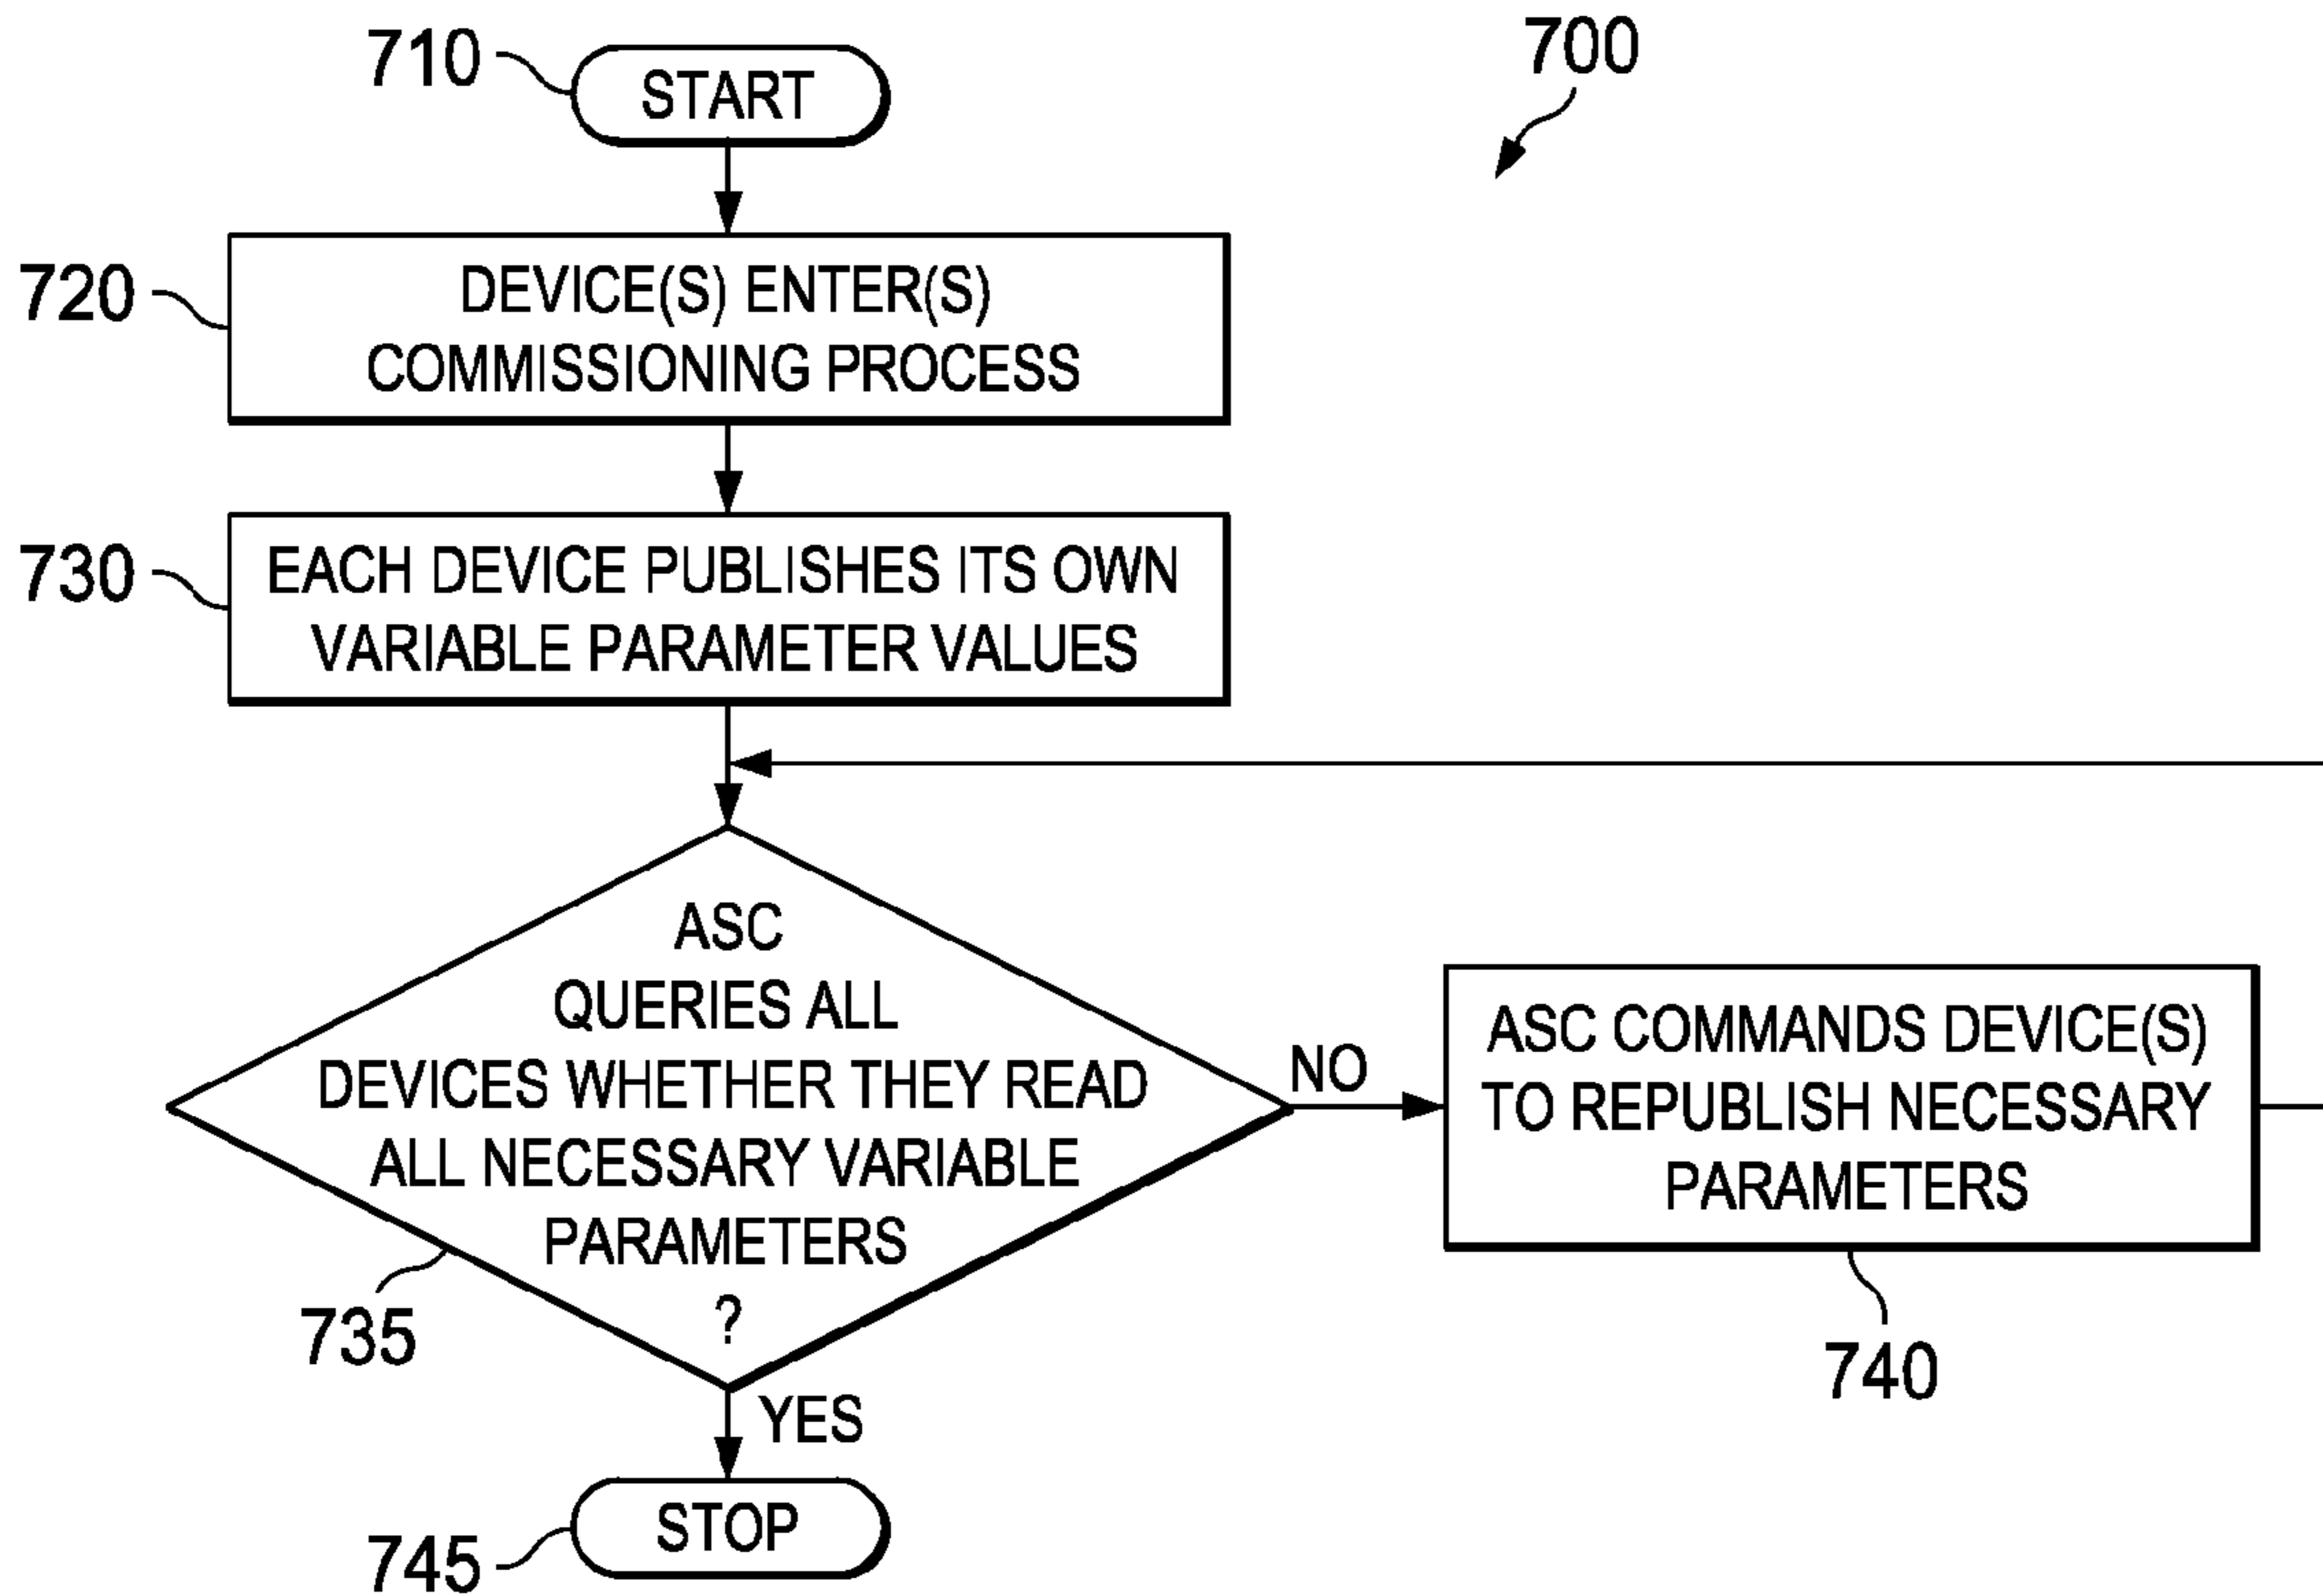 710
START
700
720
DEVICE(S) ENTER(S)
COMMISSIONING PROCESS
730
EACH DEVICE PUBLISHES ITS OWN
VARIABLE PARAMETER VALUES
ASC
QUERIES ALL
DEVICES WHETHER THEY READ
ALL NECESSARY VARIABLE
PARAMETERS
?
735
NO
ASC COMMANDS DEVICE(S)
TO REPUBLISH NECESSARY
PARAMETERS
740
YES
STOP
745